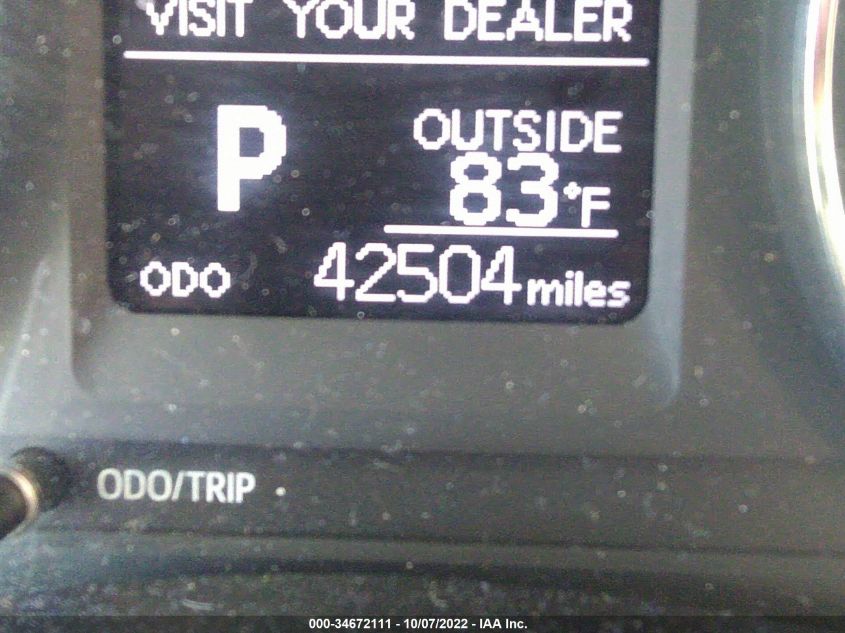 VISIT YOUR DEALER
P
OUTSIDE
83°F
ODO 42504 miles
ODO/TRIP
000-34672111 - 10/07/2022 - IAA Inc.